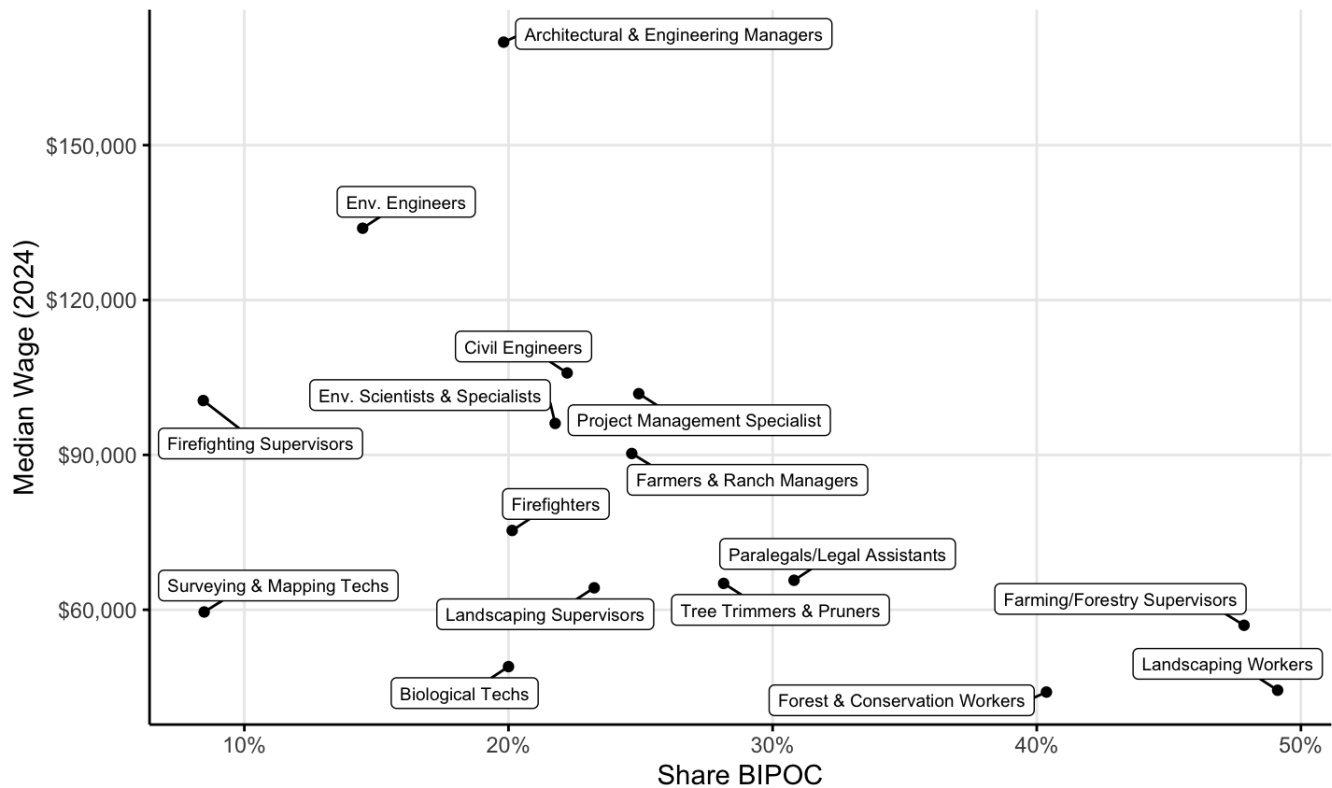 Architectural & Engineering Managers
$150,000
Env. Engineers
$120,000
Civil Engineers
Env. Scientists & Specialists
Project Management Specialist
Firefighting Supervisors
$90,000
Farmers & Ranch Managers
Firefighters
Paralegals/Legal Assistants
Surveying & Mapping Techs
Farming/Forestry Supervisors
$60,000
Landscaping Supervisors
Tree Trimmers & Pruners
Landscaping Workers
Biological Techs
Forest & Conservation Workers
Median Wage (2024)
10%
20%
30%
40%
50%
Share BIPOC